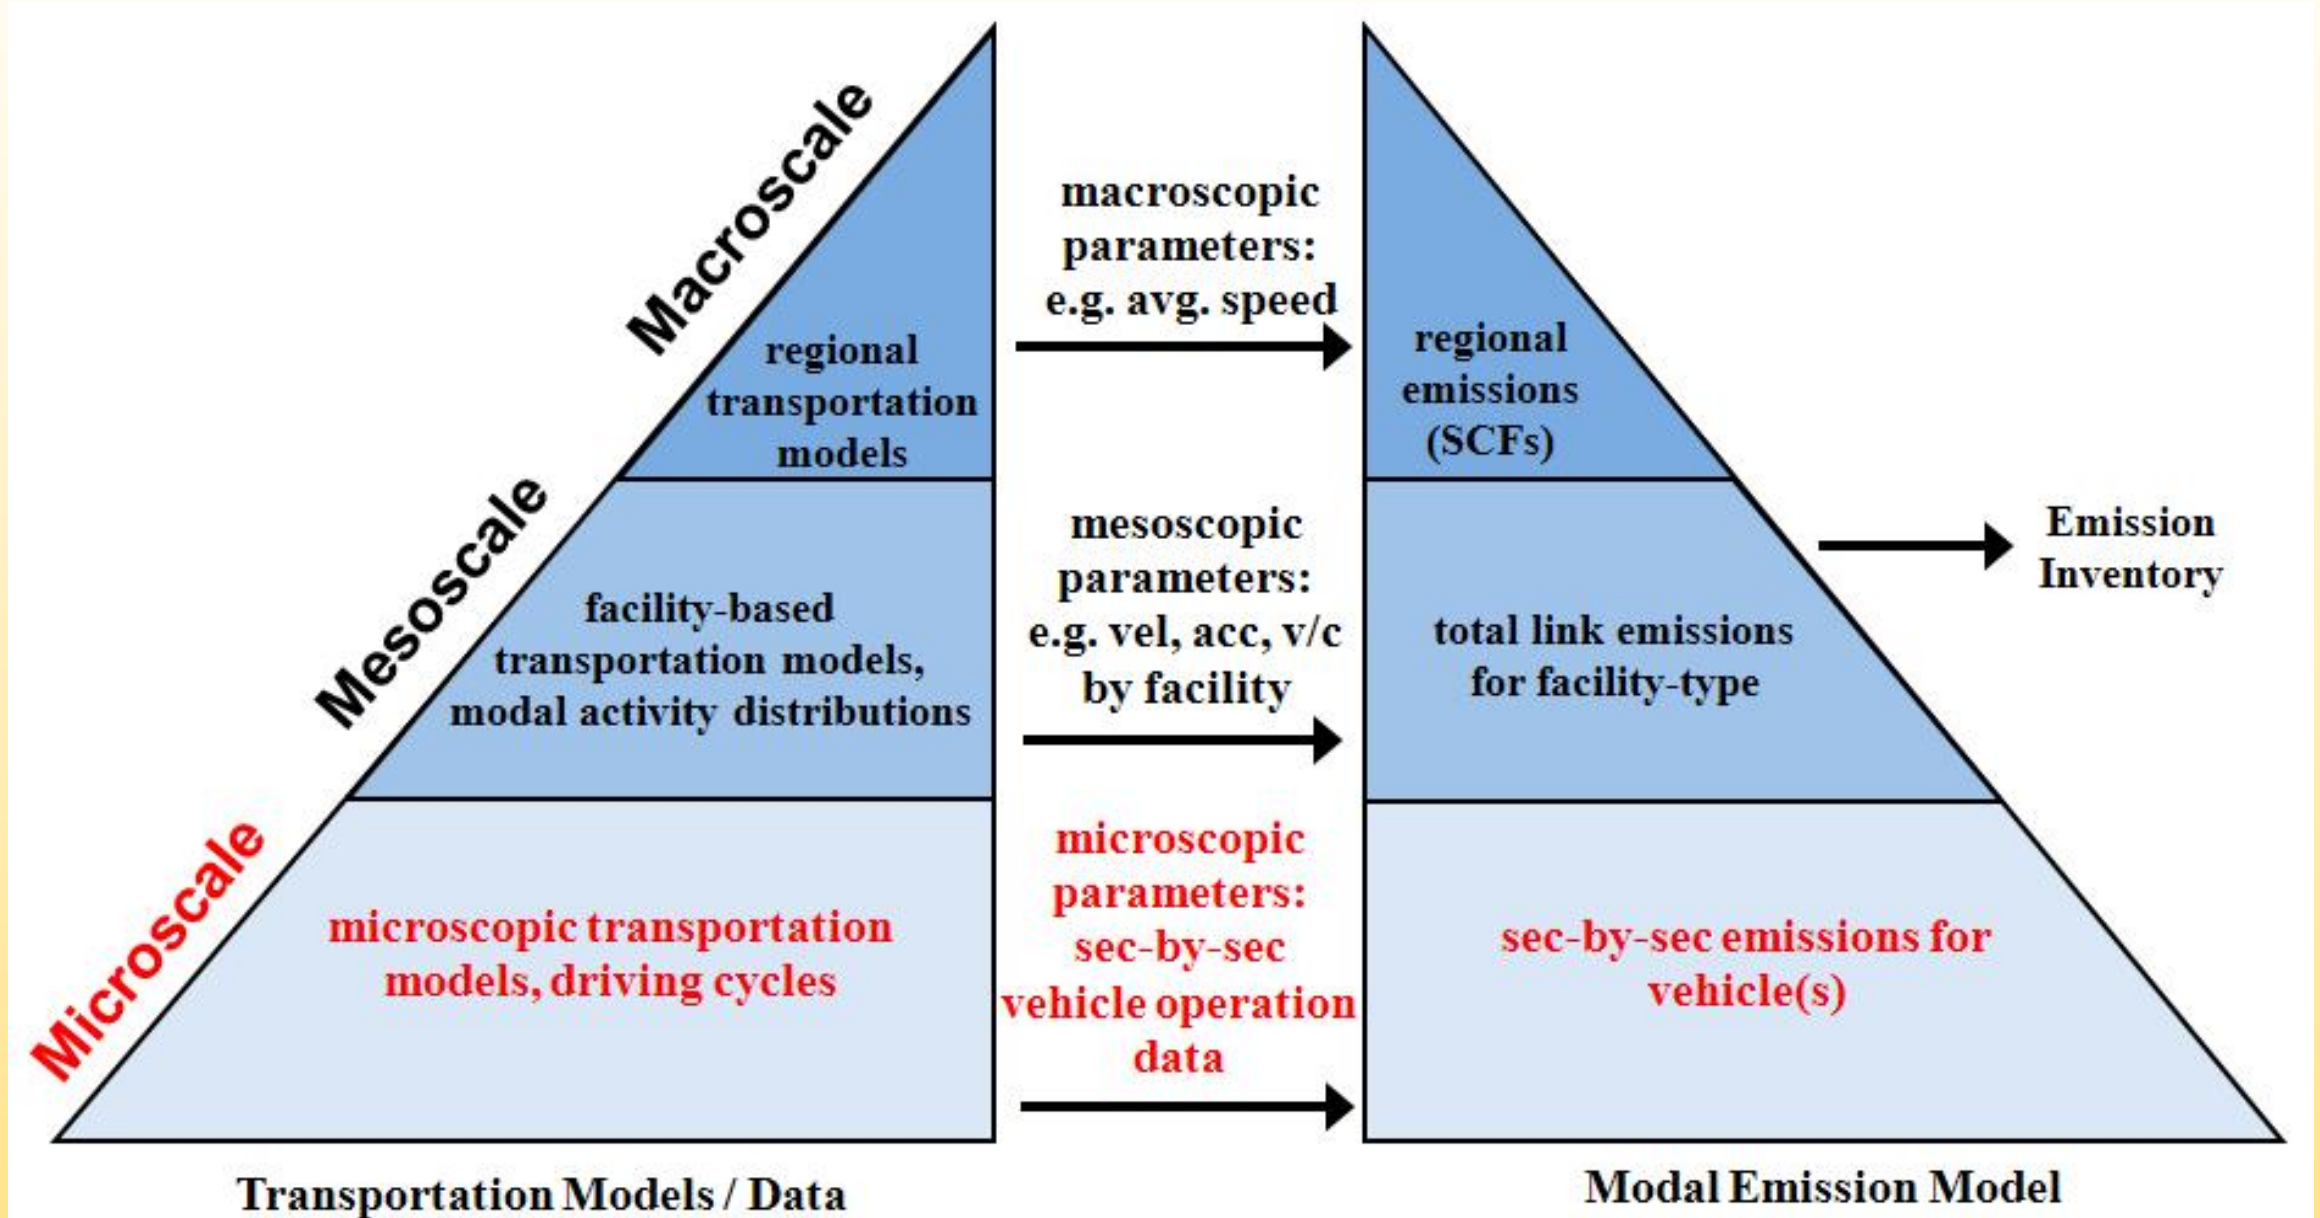 Macroscale
regional
transportation
models
macroscopic
parameters:
e.g. avg. speed
regional
emissions
(SCFs)
Mesoscale
facility-based
transportation models,
modal activity distributions
mesoscopic
parameters:
e.g. vel, acc, v/c
by facility
total link emissions
for facility-type
Emission
Inventory
Microscale
microscopic transportation
models, driving cycles
microscopic
parameters:
sec-by-sec
vehicle operation
data
sec-by-sec emissions for
vehicle(s)
Transportation Models / Data
Modal Emission Model